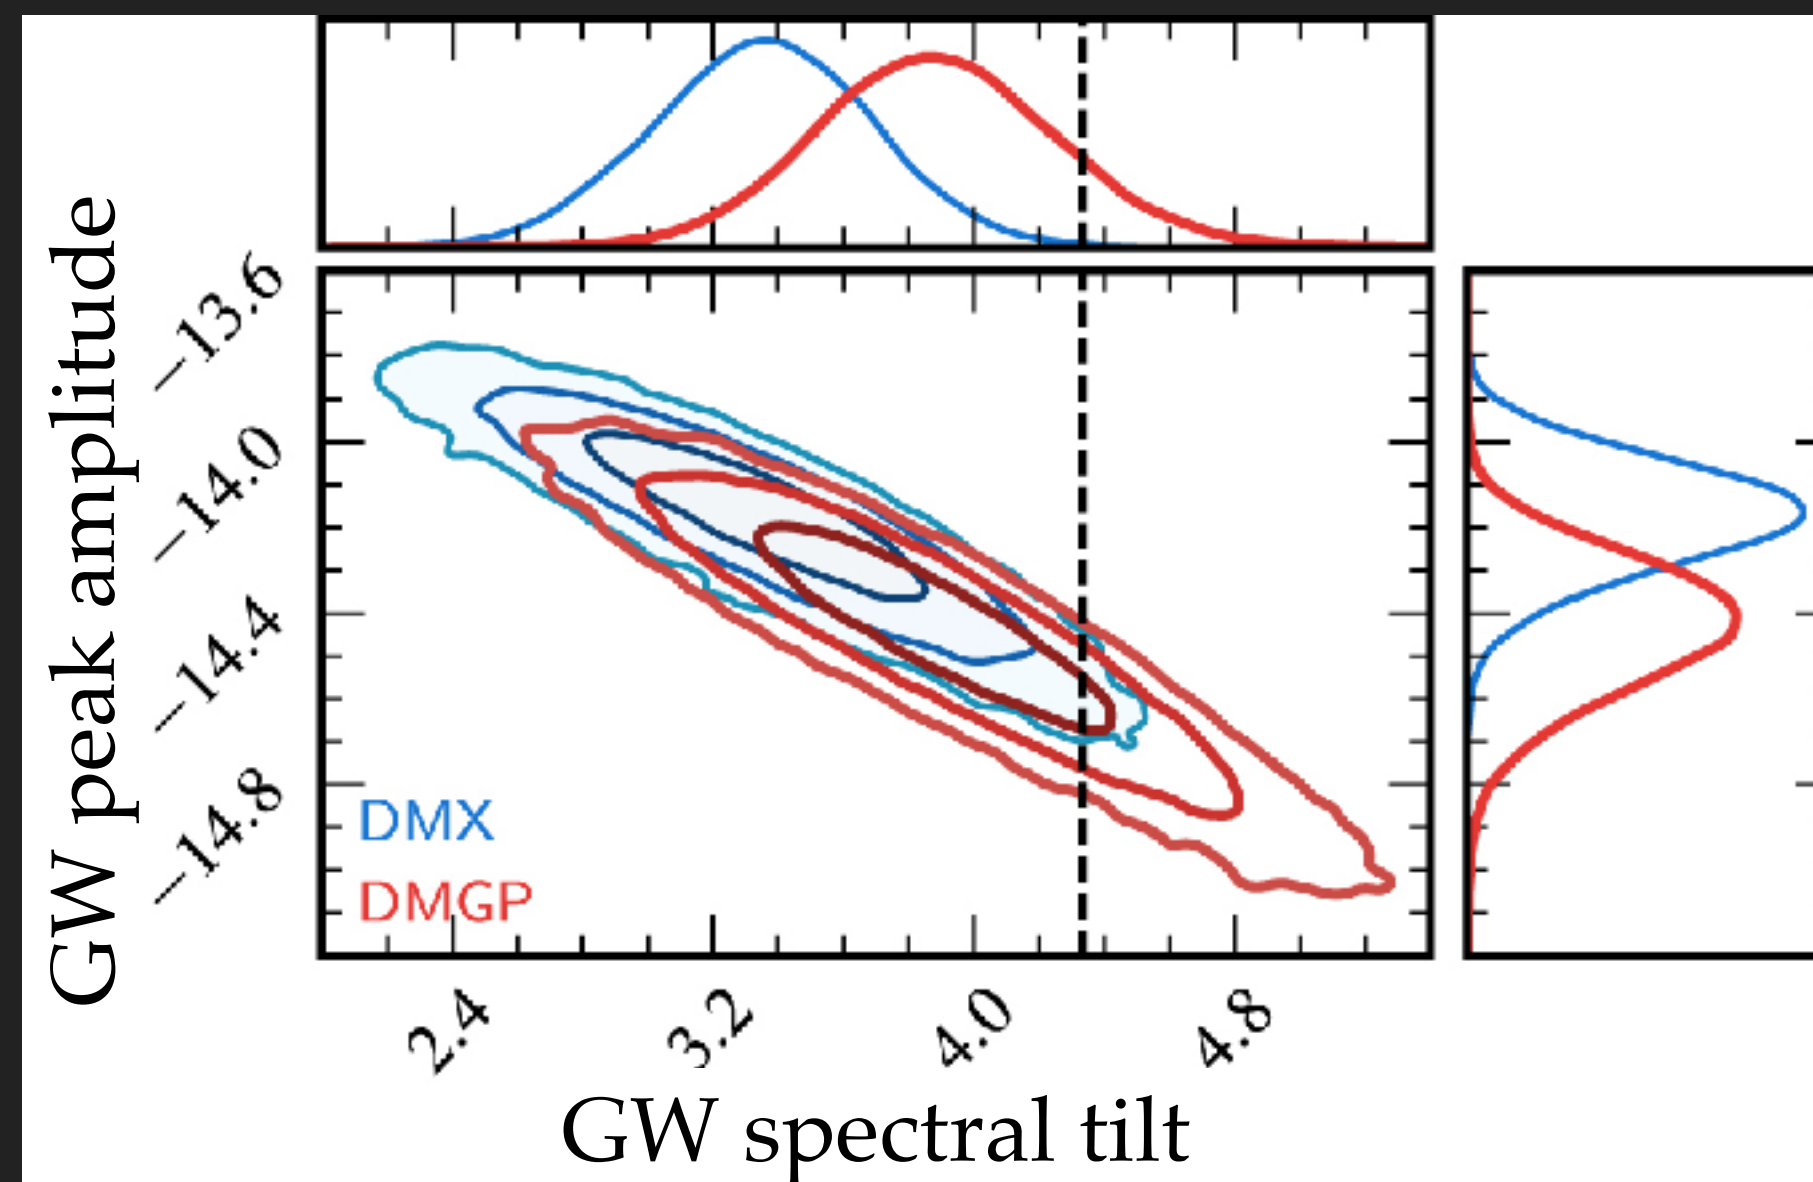 GW peak amplitude
−13.6
−14.0
−14.4
−14.8
DMX
DMGP
2.4
3.2
4.0
4.8
GW spectral tilt